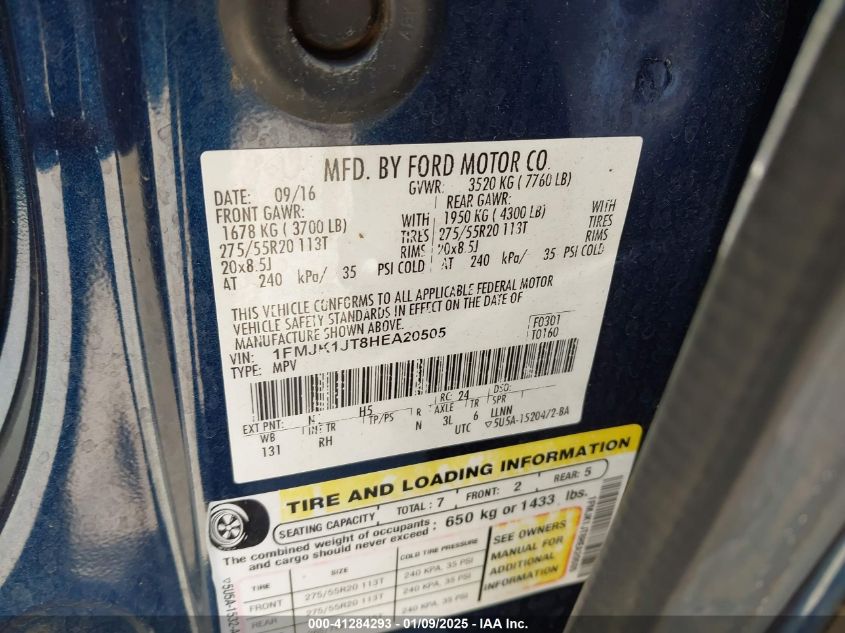 MFD. BY FORD MOTOR CO.
DATE: 09/16 GVWR: 3520 KG ( 7760 LB)
FRONT GAWR: REAR GAWR:
1678 KG ( 3700 LB) WITH 1950 KG ( 4300 LB) WITH
275/55R20 113T TIRES 275/55R20 113T TIRES
20x8.5J RIMS 20x8.5J RIMS
AT 240 kPa/ 35 PSI COLD AT 240 kPa/ 35 PSI COLD
THIS VEHICLE CONFORMS TO ALL APPLICABLE FEDERAL MOTOR
VEHICLE SAFETY STANDARDS IN EFFECT ON THE DATE OF
MANUFACTURE SHOWN ABOVE.
VIN: 1FMJK1JT8HEA20505 F0301
TYPE: MPV T0160
EXT PNT: H5 RC: 24 DSO:
WB INT TR TP/PS R AXLE TR SPR
131 RH N 3L 6 LLNN
UTC ▽5U5A-15204/2-BA
TIRE AND LOADING INFORMATION
SEATING CAPACITY TOTAL : 7 FRONT: 2 REAR: 5
The combined weight of occupants and cargo should never exceed : 650 kg or 1433 lbs.
TIRE SIZE COLD TIRE PRESSURE
FRONT 275/55R20 113T 240 KPA, 35 PSI
REAR 275/55R20 113T 240 KPA, 35 PSI
SEE OWNERS
MANUAL FOR
ADDITIONAL
INFORMATION
000-41284293 - 01/09/2025 - IAA Inc.